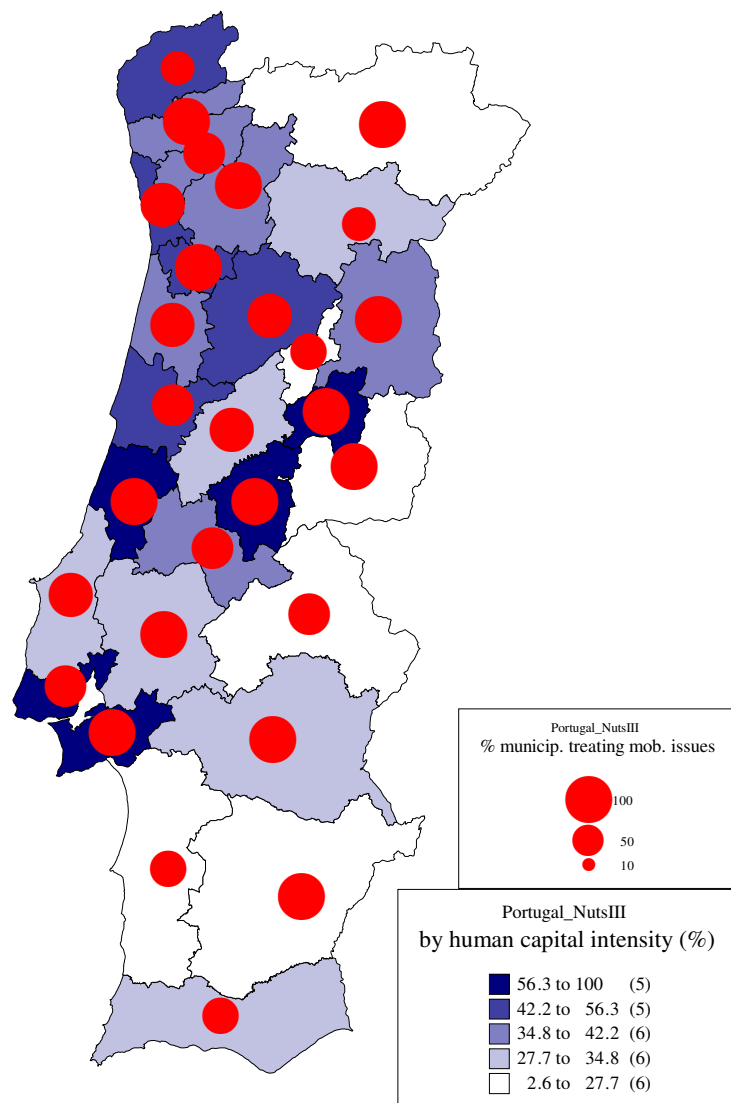 Portugal_NutsIII
% municip. treating mob. issues
100
50
10
Portugal_NutsIII
by human capital intensity (%)
56.3 to 100 (5)
42.2 to 56.3 (5)
34.8 to 42.2 (6)
27.7 to 34.8 (6)
2.6 to 27.7 (6)